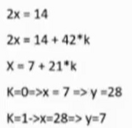 2x = 14
2x = 14 + 42*k
X = 7 + 21*k
K=0=>x = 7 => y =28
K=1->x=28=> y=7